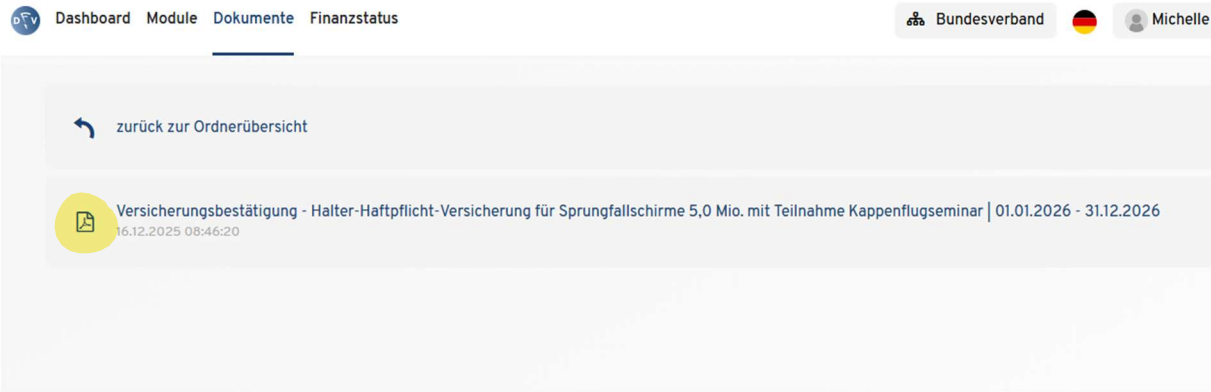 DFV
Dashboard Module Dokumente Finanzstatus Bundesverband Michelle
zurück zur Ordnerübersicht
Versicherungsbestätigung - Halter-Haftpflicht-Versicherung für Sprungfallschirme 5,0 Mio. mit Teilnahme Kappenflugseminar | 01.01.2026 - 31.12.2026
16.12.2025 08:46:20